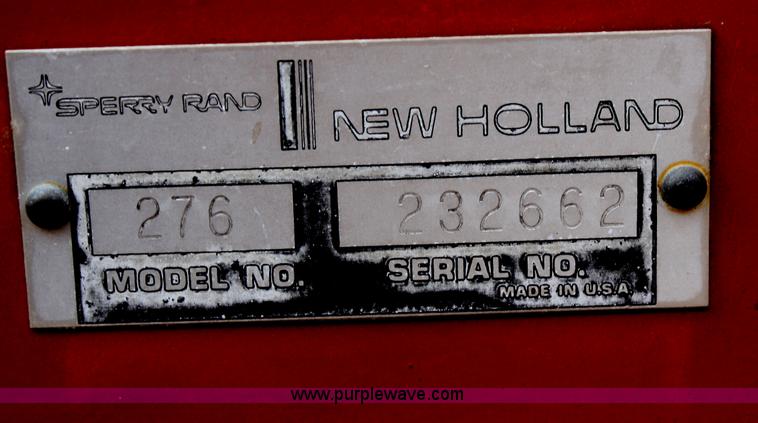 SPERRY RAND
NEW HOLLAND
276
232662
MODEL NO.
SERIAL NO.
MADE IN U.S.A.
www.purplewave.com